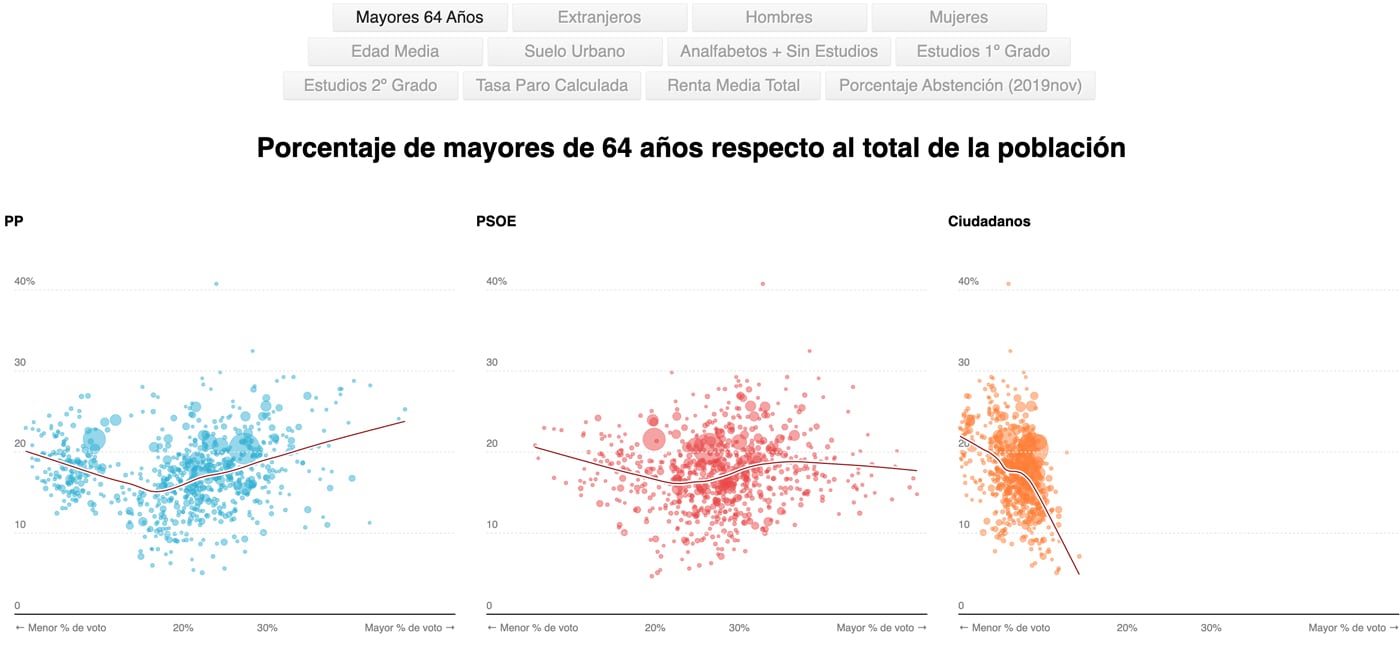 Mayores 64 Años Extranjeros Hombres Mujeres
Edad Media Suelo Urbano Analfabetos + Sin Estudios Estudios 1º Grado
Estudios 2º Grado Tasa Paro Calculada Renta Media Total Porcentaje Abstención (2019nov)
Porcentaje de mayores de 64 años respecto al total de la población
PP PSOE Ciudadanos
40% 40% 40%
30 30 30
20 20 20
10 10 10
0 0 0
← Menor % de voto 20% 30% Mayor % de voto → ← Menor % de voto 20% 30% Mayor % de voto → ← Menor % de voto 20% 30% Mayor % de voto →